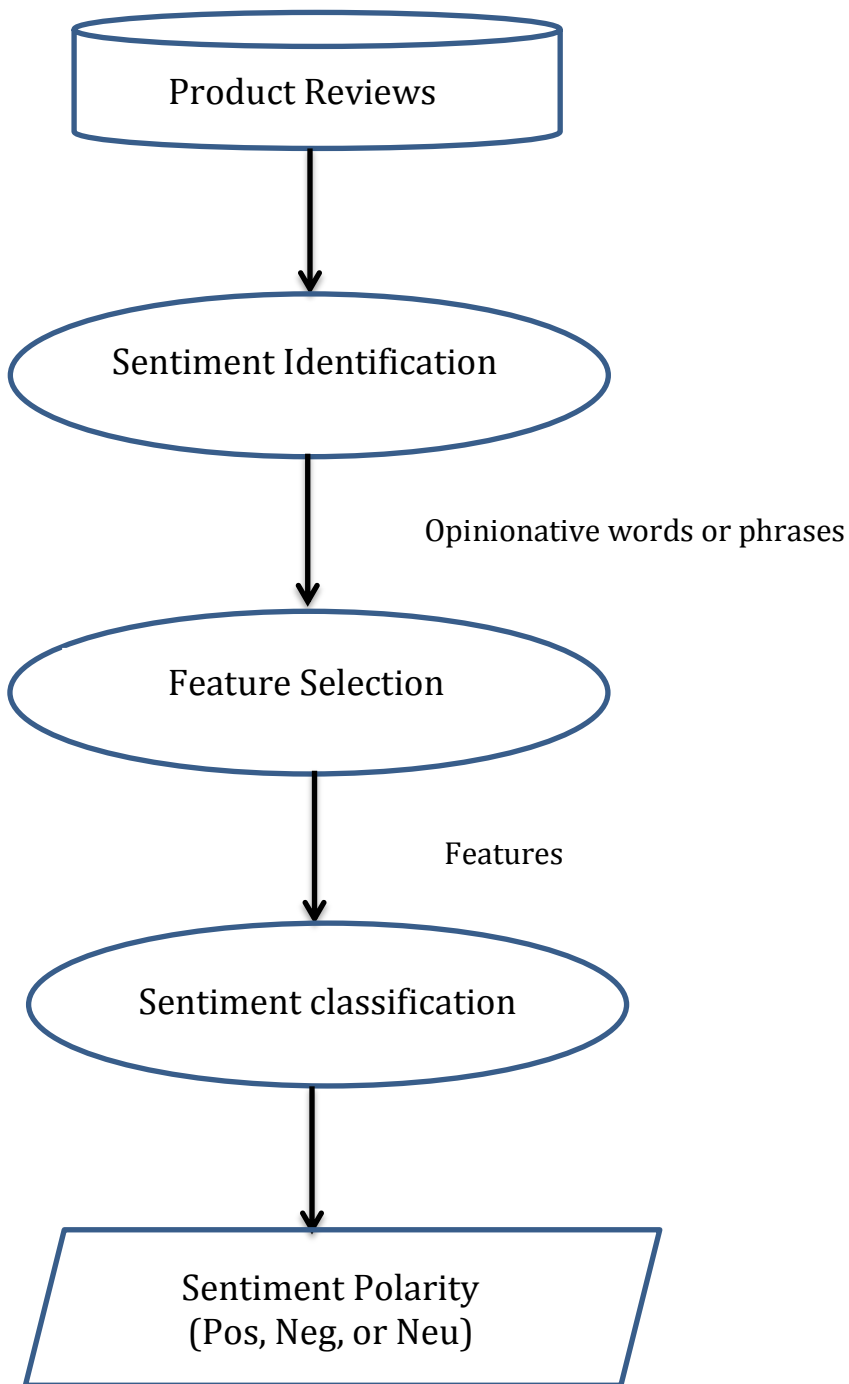 Product Reviews
Sentiment Identification
Opinionative words or phrases
Feature Selection
Features
Sentiment classification
Sentiment Polarity
(Pos, Neg, or Neu)